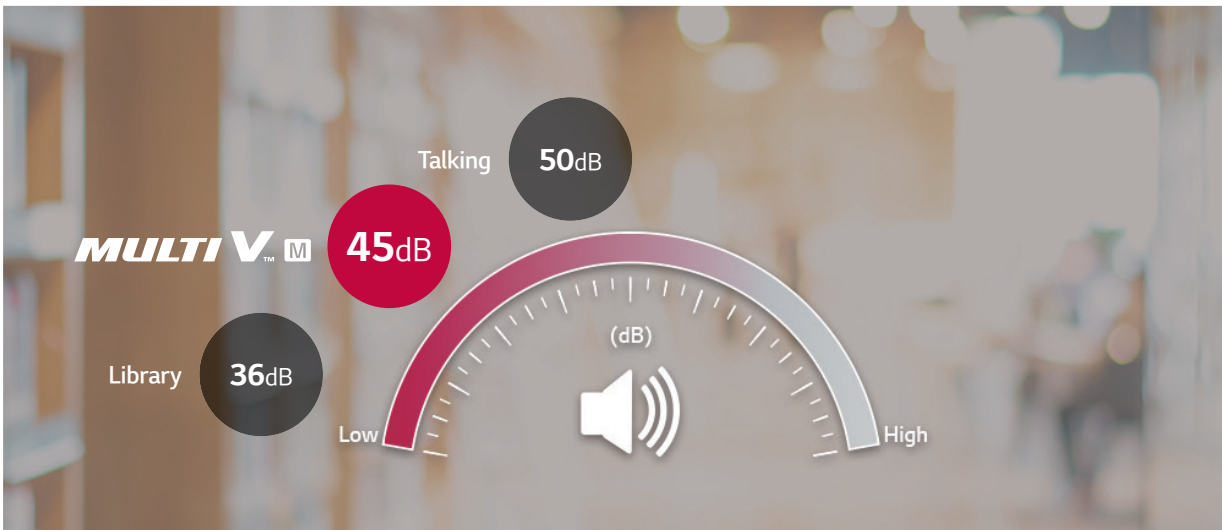 Talking 50dB
MULTI V™ M 45dB
(dB)
Library 36dB
Low High